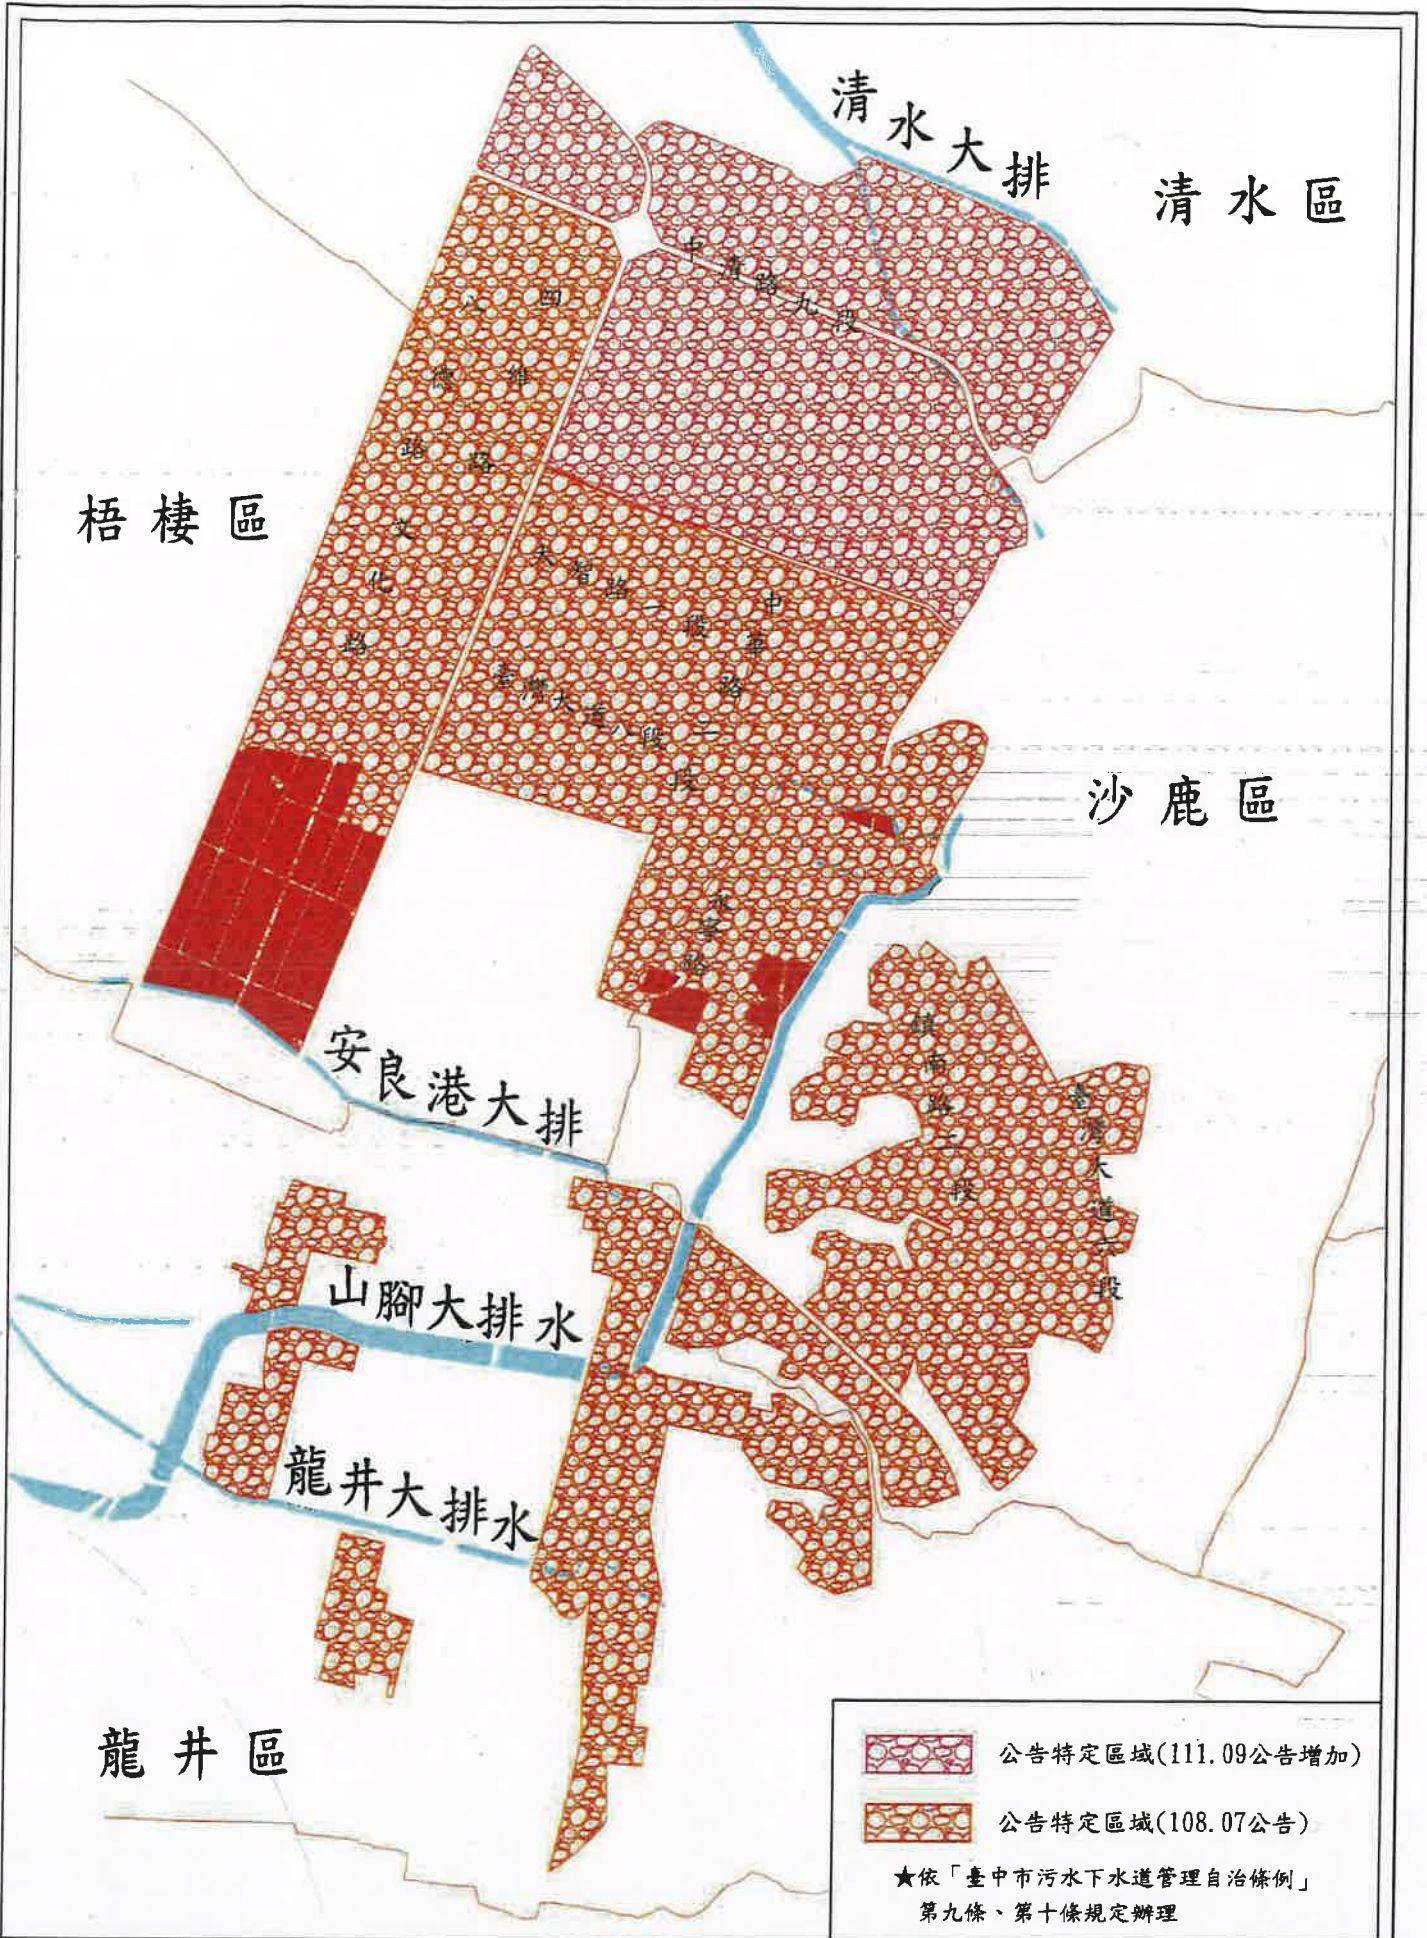 清水大排
清水區
中清路九段
四維路
八德路
文化路
梧棲區
大智路一段
中華路二段
臺灣大道八段
沙鹿區
永寧路
鎮南路二段
臺灣大道六段
安良港大排
山腳大排水
龍井大排水
龍井區
公告特定區域(111.09公告增加)
公告特定區域(108.07公告)
★依「臺中市污水下水道管理自治條例」
第九條、第十條規定辦理